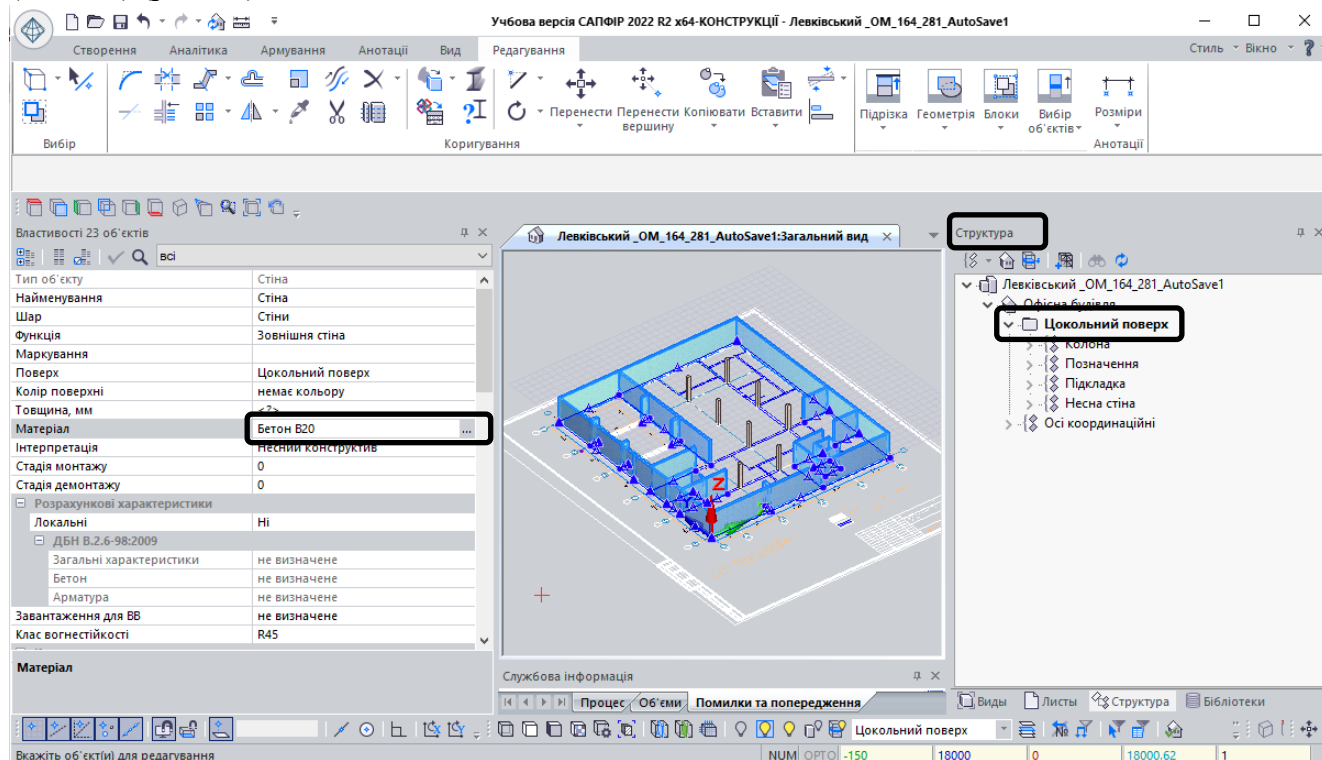 Учбова версія САПФІР 2022 R2 x64-КОНСТРУКЦІЇ - Левківський _ОМ_164_281_AutoSave1
Створення Аналітика Армування Анотації Вид Редагування Стиль Вікно ?
Перенести Перенести вершину Копіювати Вставити Підрізка Геометрія Блоки Вибір об'єктів Розміри
Вибір Коригування Анотації
Властивості 23 об'єктів
всі
Тип об'єкту Стіна
Найменування Стіна
Шар Стіни
Функція Зовнішня стіна
Маркування
Поверх Цокольний поверх
Колір поверхні немає кольору
Товщина, мм <?>
Матеріал Бетон B20 ...
Інтерпретація Несний конструктив
Стадія монтажу 0
Стадія демонтажу 0
Розрахункові характеристики
Локальні Ні
ДБН В.2.6-98:2009
Загальні характеристики не визначене
Бетон не визначене
Арматура не визначене
Завантаження для ВВ не визначене
Клас вогнестійкості R45
Матеріал
Левківський _ОМ_164_281_AutoSave1:Загальний вид
Z
Службова інформація
Процес Об'єми Помилки та попередження
Структура
Левківський _ОМ_164_281_AutoSave1
Офісна будівля
Цокольний поверх
Колона
Позначення
Підкладка
Несна стіна
Осі координаційні
Виды Листы Структура Бібліотеки
Цокольний поверх
Вкажіть об'єкт(и) для редагування NUM ОРТО -150 18000 0 18000.62 1